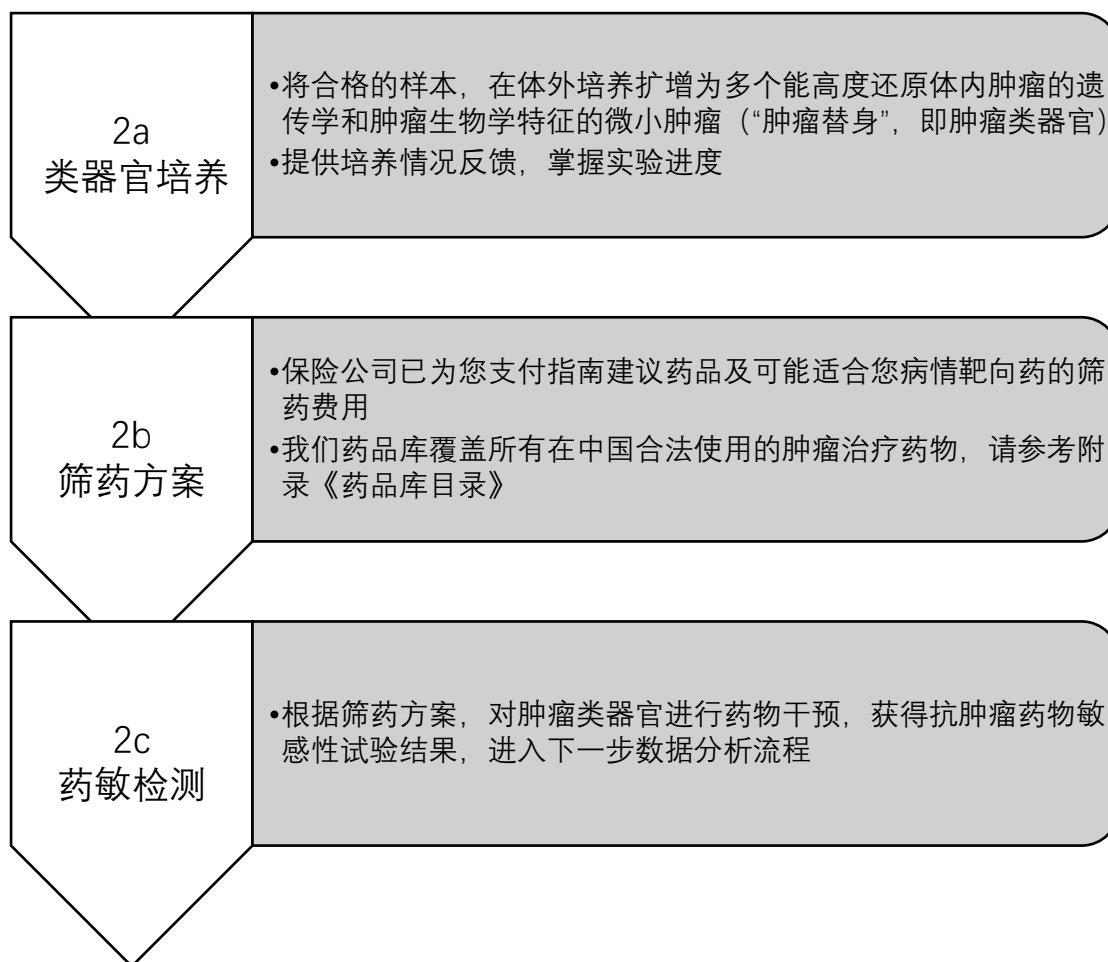 2a
类器官培养
•将合格的样本，在体外培养扩增为多个能高度还原体内肿瘤的遗
传学和肿瘤生物学特征的微小肿瘤（“肿瘤替身”，即肿瘤类器官）
•提供培养情况反馈，掌握实验进度
2b
筛药方案
•保险公司已为您支付指南建议药品及可能适合您病情靶向药的筛
药费用
•我们药品库覆盖所有在中国合法使用的肿瘤治疗药物，请参考附
录《药品库目录》
2c
药敏检测
•根据筛药方案，对肿瘤类器官进行药物干预，获得抗肿瘤药物敏
感性试验结果，进入下一步数据分析流程